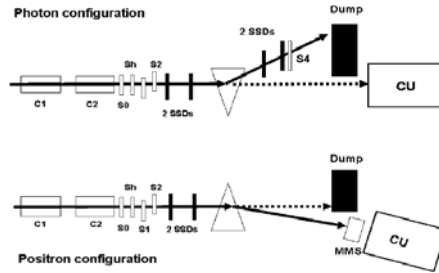 Photon configuration
Dump
2 SSDs
Sh
S2
S4
C1
C2
S0
2 SSDs
CU
Dump
Sh
S2
C1
C2
S0
S1
2 SSDs
MMS
CU
Positron configuration